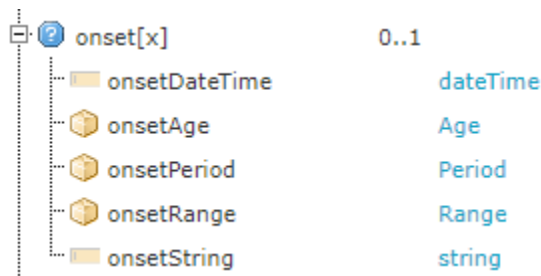 onset[x] 0..1
onsetDateTime dateTime
onsetAge Age
onsetPeriod Period
onsetRange Range
onsetString string